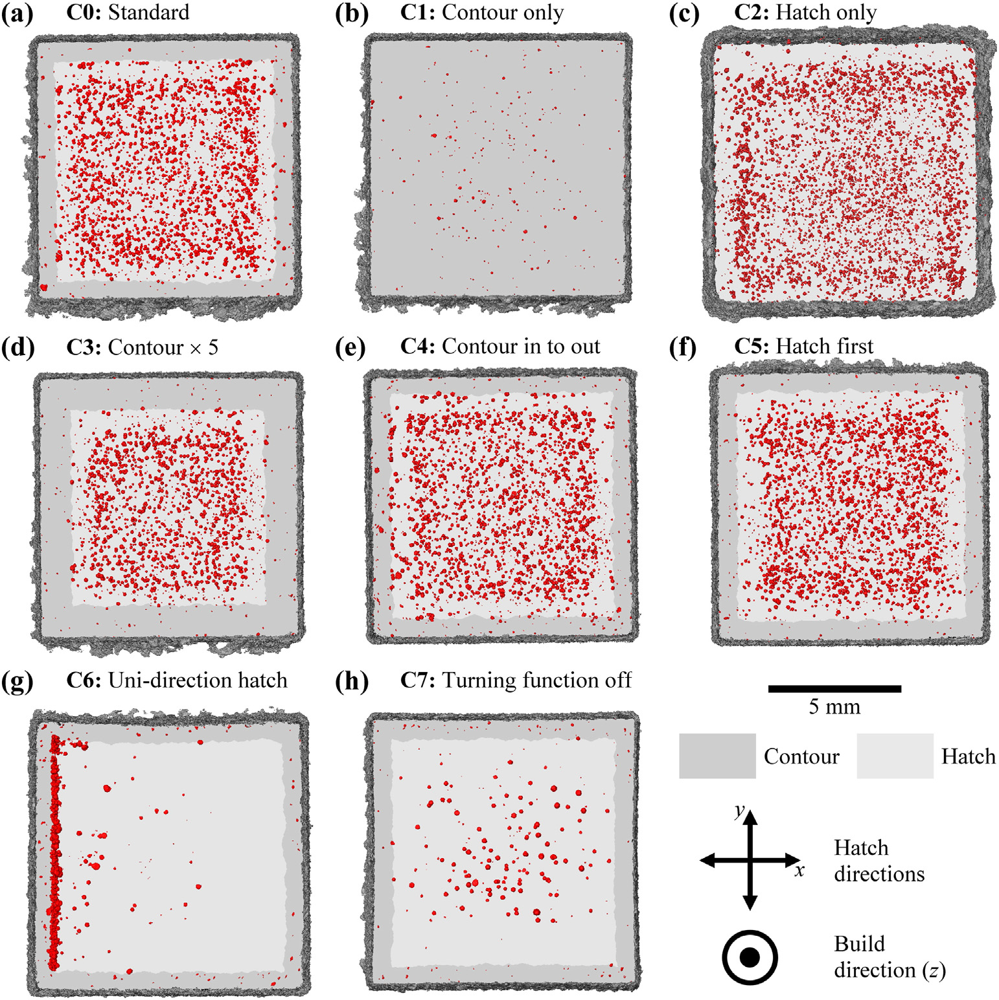 (a) C0: Standard
(b) C1: Contour only
(c) C2: Hatch only
(d) C3: Contour × 5
(e) C4: Contour in to out
(f) C5: Hatch first
(g) C6: Uni-direction hatch
(h) C7: Turning function off
5 mm
Contour
Hatch
y
x
Hatch
directions
Build
direction (z)